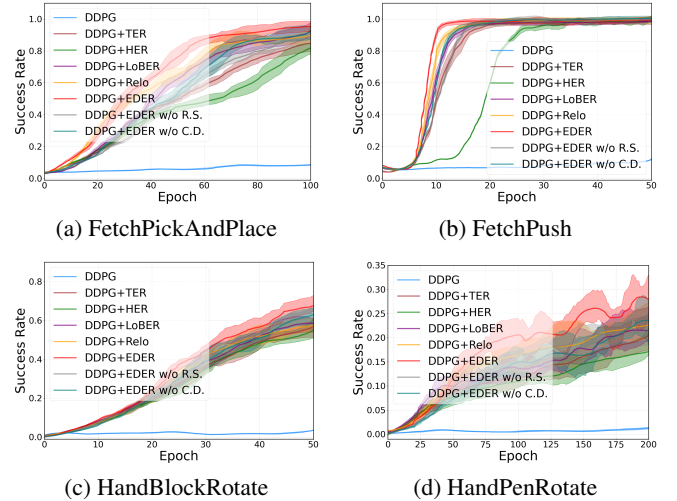 1.0
0.8
0.6
0.4
0.2
0.0
Success Rate
DDPG
DDPG+TER
DDPG+HER
DDPG+LoBER
DDPG+Relo
DDPG+EDER
DDPG+EDER w/o R.S.
DDPG+EDER w/o C.D.
0 20 40 60 80 100
Epoch
(a) FetchPickAndPlace
1.0
0.8
0.6
0.4
0.2
0.0
Success Rate
DDPG
DDPG+TER
DDPG+HER
DDPG+LoBER
DDPG+Relo
DDPG+EDER
DDPG+EDER w/o R.S.
DDPG+EDER w/o C.D.
0 10 20 30 40 50
Epoch
(b) FetchPush
0.8
0.6
0.4
0.2
0.0
Success Rate
DDPG
DDPG+TER
DDPG+HER
DDPG+LoBER
DDPG+Relo
DDPG+EDER
DDPG+EDER w/o R.S.
DDPG+EDER w/o C.D.
0 10 20 30 40 50
Epoch
(c) HandBlockRotate
0.35
0.30
0.25
0.20
0.15
0.10
0.05
0.00
Success Rate
DDPG
DDPG+TER
DDPG+HER
DDPG+LoBER
DDPG+Relo
DDPG+EDER
DDPG+EDER w/o R.S.
DDPG+EDER w/o C.D.
0 25 50 75 100 125 150 175 200
Epoch
(d) HandPenRotate